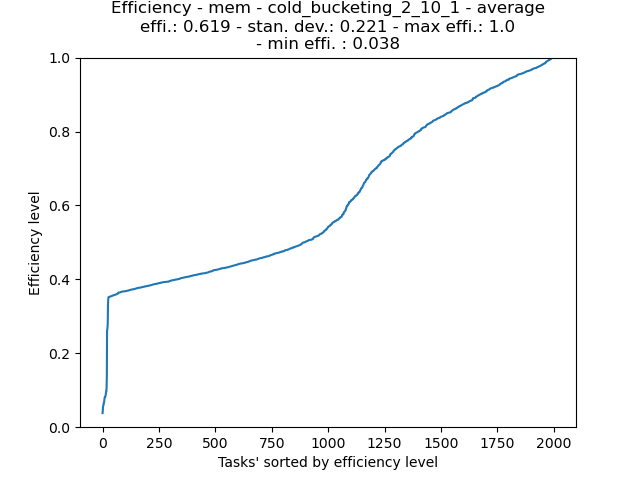 Efficiency - mem - cold_bucketing_2_10_1 - average
effi.: 0.619 - stan. dev.: 0.221 - max effi.: 1.0
- min effi. : 0.038
1.0
0.8
0.6
0.4
0.2
0.0
Efficiency level
0 250 500 750 1000 1250 1500 1750 2000
Tasks' sorted by efficiency level